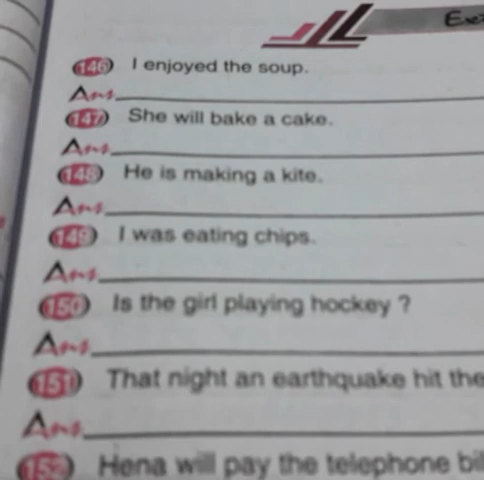 Exe
146 I enjoyed the soup.
Ans.
147 She will bake a cake.
Ans.
148 He is making a kite.
Ans.
149 I was eating chips.
Ans.
150 Is the girl playing hockey ?
Ans.
151 That night an earthquake hit the
Ans.
152 Hena will pay the telephone bil